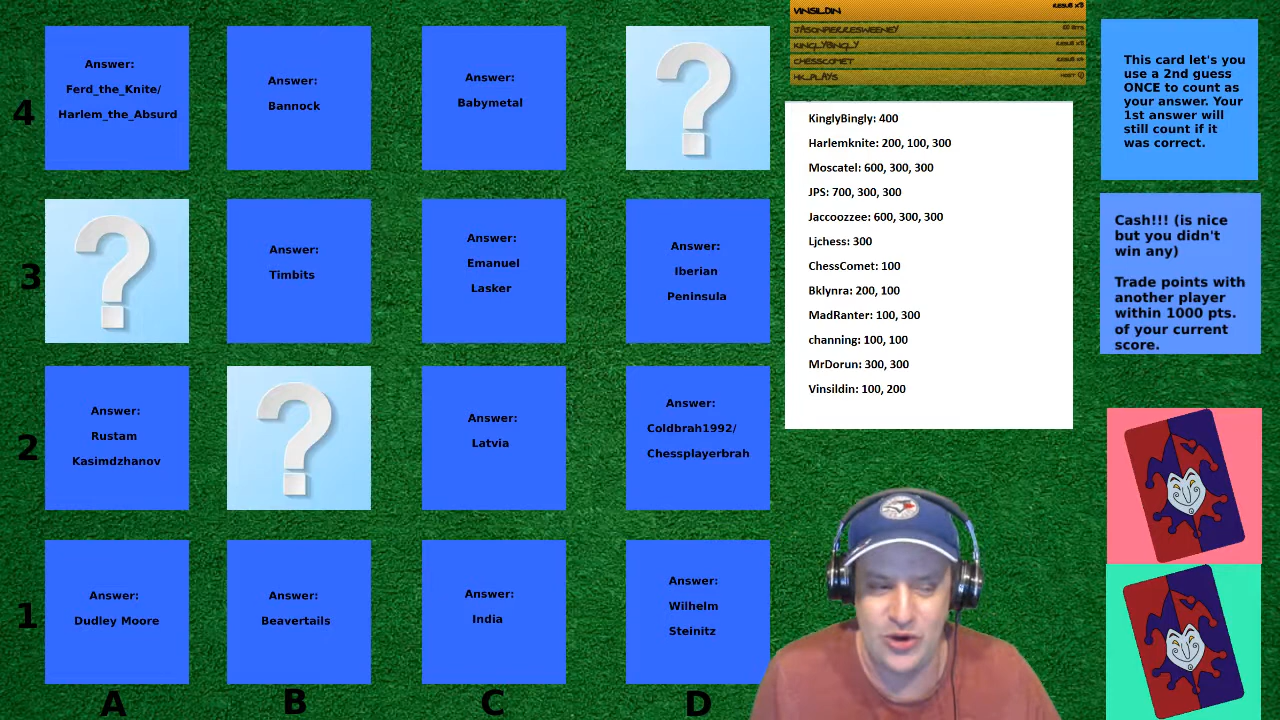 4
Answer:
Ferd_the_Knite/
Harlem_the_Absurd
Answer:
Bannock
Answer:
Babymetal
?
3
?
Answer:
Timbits
Answer:
Emanuel
Lasker
Answer:
Iberian
Peninsula
2
Answer:
Rustam
Kasimdzhanov
?
Answer:
Latvia
Answer:
Coldbrah1992/
Chessplayerbrah
1
Answer:
Dudley Moore
Answer:
Beavertails
Answer:
India
Answer:
Wilhelm
Steinitz
A
B
C
D
VINSILDIN
JASONPIERRESWEENEY
KINGLYBINGLY
CHESSCOMET
HK_PLAYS
KinglyBingly: 400
Harlemknite: 200, 100, 300
Moscatel: 600, 300, 300
JPS: 700, 300, 300
Jaccoozzee: 600, 300, 300
Ljchess: 300
ChessComet: 100
Bklynra: 200, 100
MadRanter: 100, 300
channing: 100, 100
MrDorun: 300, 300
Vinsildin: 100, 200
This card let's you
use a 2nd guess
ONCE to count as
your answer. Your
1st answer will
still count if it
was correct.
Cash!!! (is nice
but you didn't
win any)
Trade points with
another player
within 1000 pts.
of your current
score.